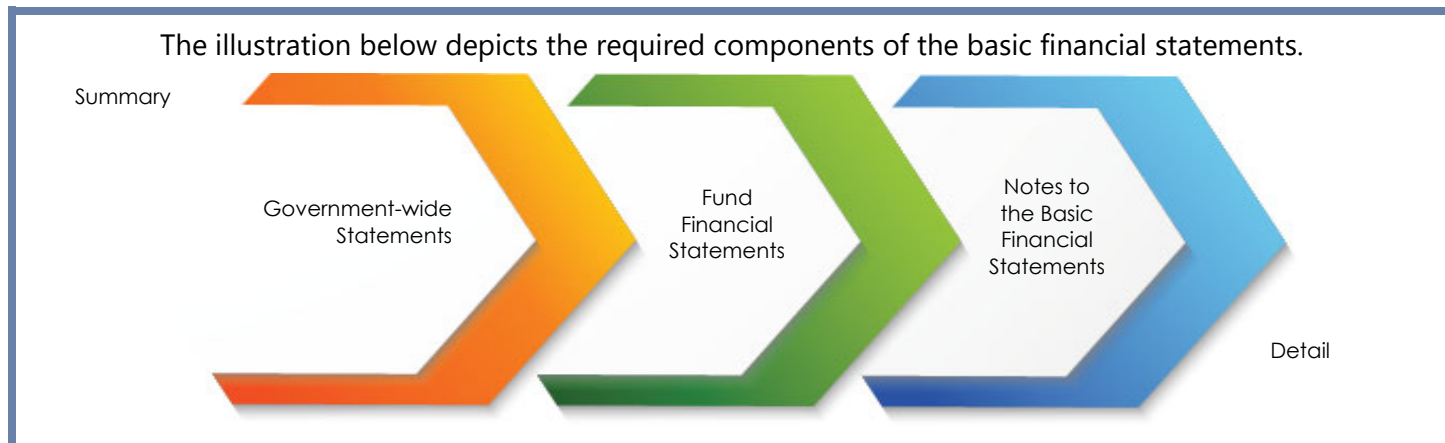 The illustration below depicts the required components of the basic financial statements.
Summary
Government-wide
Statements
Fund
Financial
Statements
Notes to
the Basic
Financial
Statements
Detail